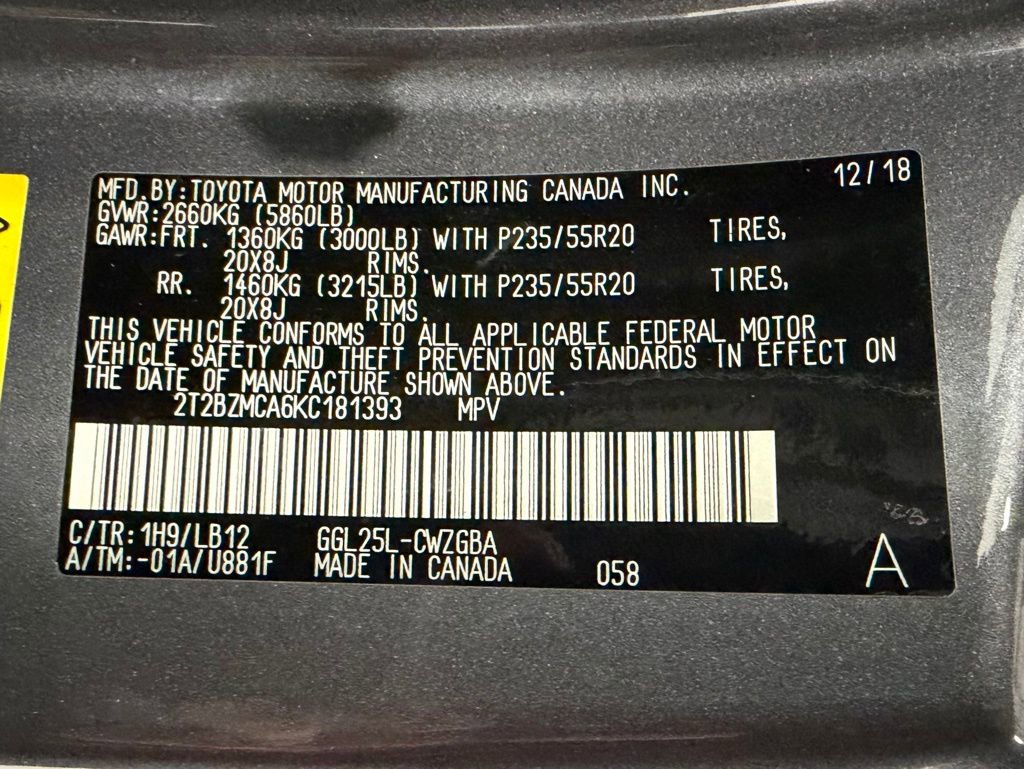 MFD.BY:TOYOTA MOTOR MANUFACTURING CANADA INC. 12/18
GVWR:2660KG (5860LB)
GAWR:FRT. 1360KG (3000LB) WITH P235/55R20 TIRES,
20X8J RIMS.
RR. 1460KG (3215LB) WITH P235/55R20 TIRES,
20X8J RIMS.
THIS VEHICLE CONFORMS TO ALL APPLICABLE FEDERAL MOTOR
VEHICLE SAFETY AND THEFT PREVENTION STANDARDS IN EFFECT ON
THE DATE OF MANUFACTURE SHOWN ABOVE.
2T2BZMCA6KC181393 MPV
C/TR:1H9/LB12 GGL25L-CWZGBA
A/TM:-01A/U881F MADE IN CANADA 058 A